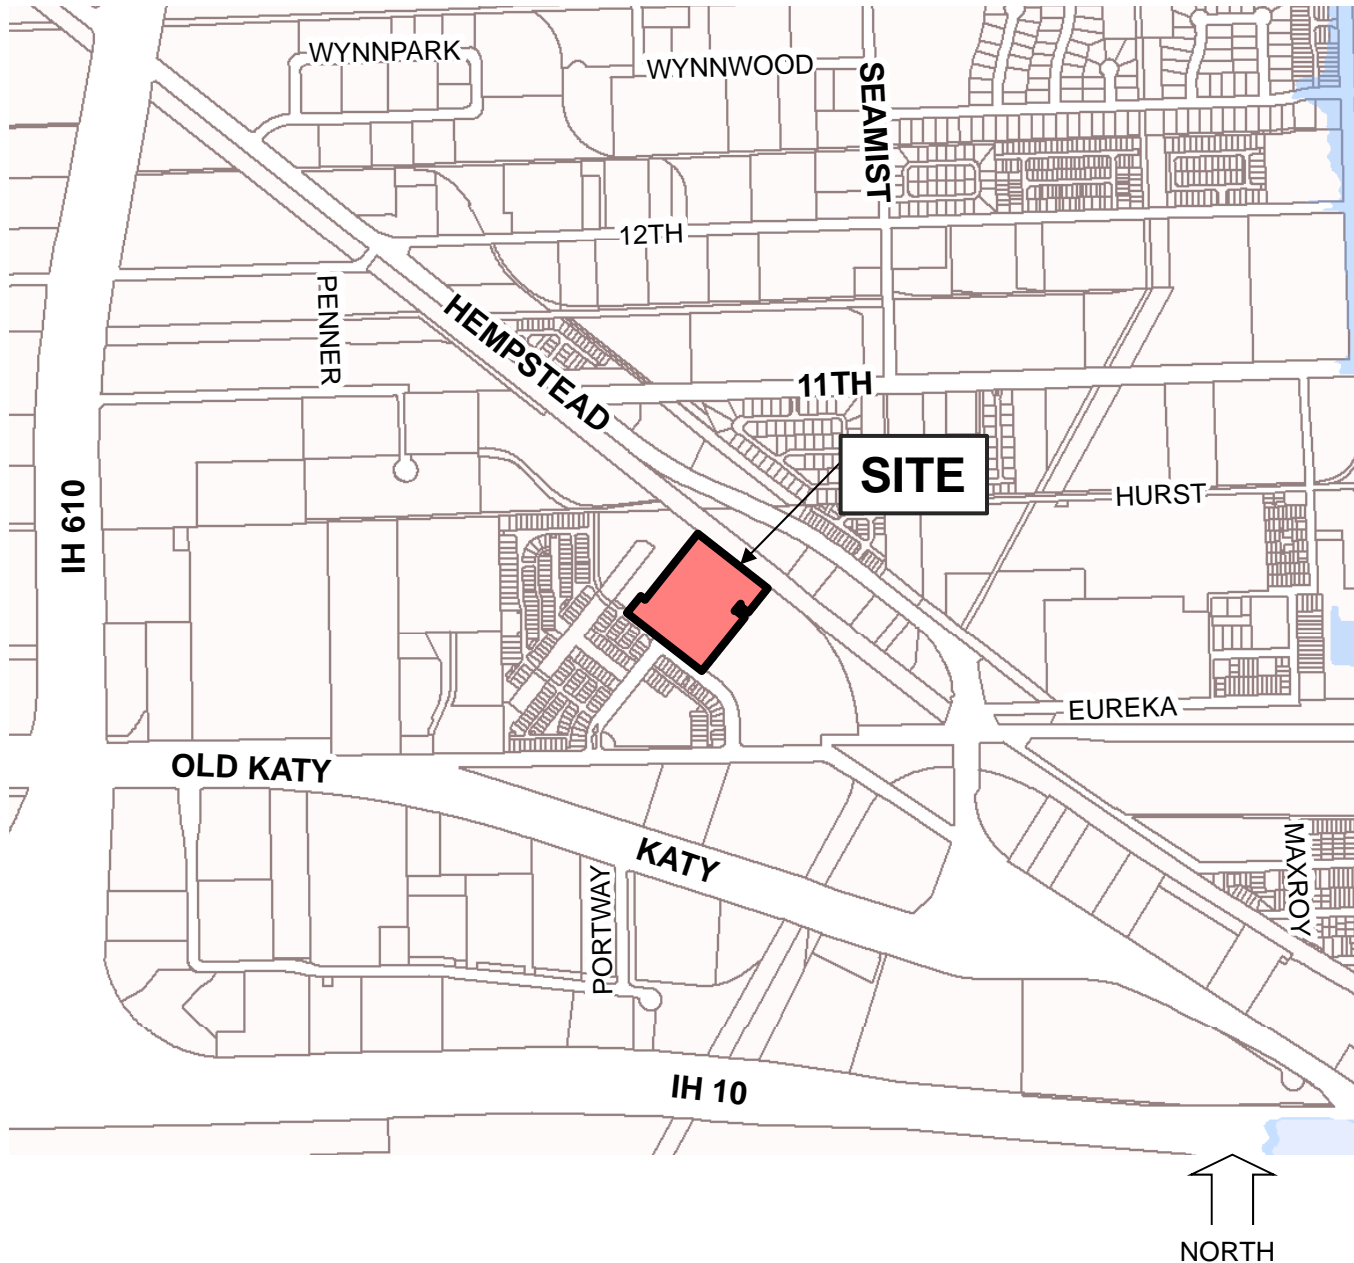 WYNNPARK
WYNNWOOD
SEAMIST
12TH
PENNER
HEMPSTEAD
11TH
SITE
IH 610
HURST
EUREKA
OLD KATY
KATY
MAXROY
PORTWAY
IH 10
NORTH